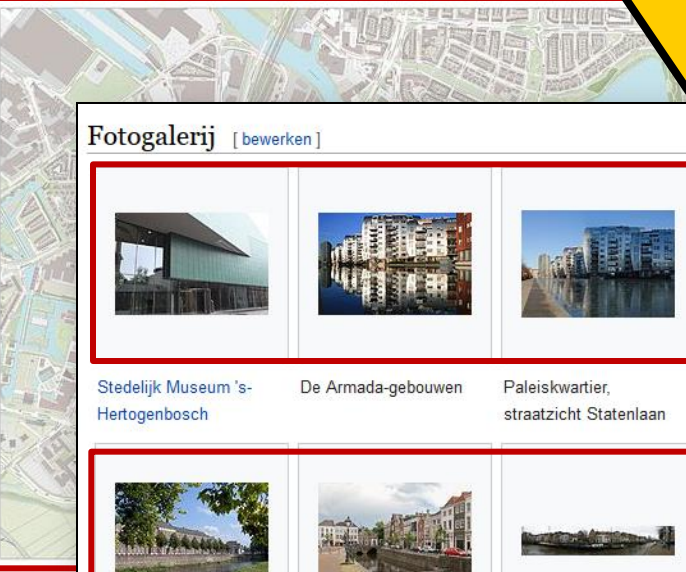 Fotogalerij [ bewerken ]
Stedelijk Museum 's-
Hertogenbosch
De Armada-gebouwen
Paleiskwartier,
straatzicht Statenlaan